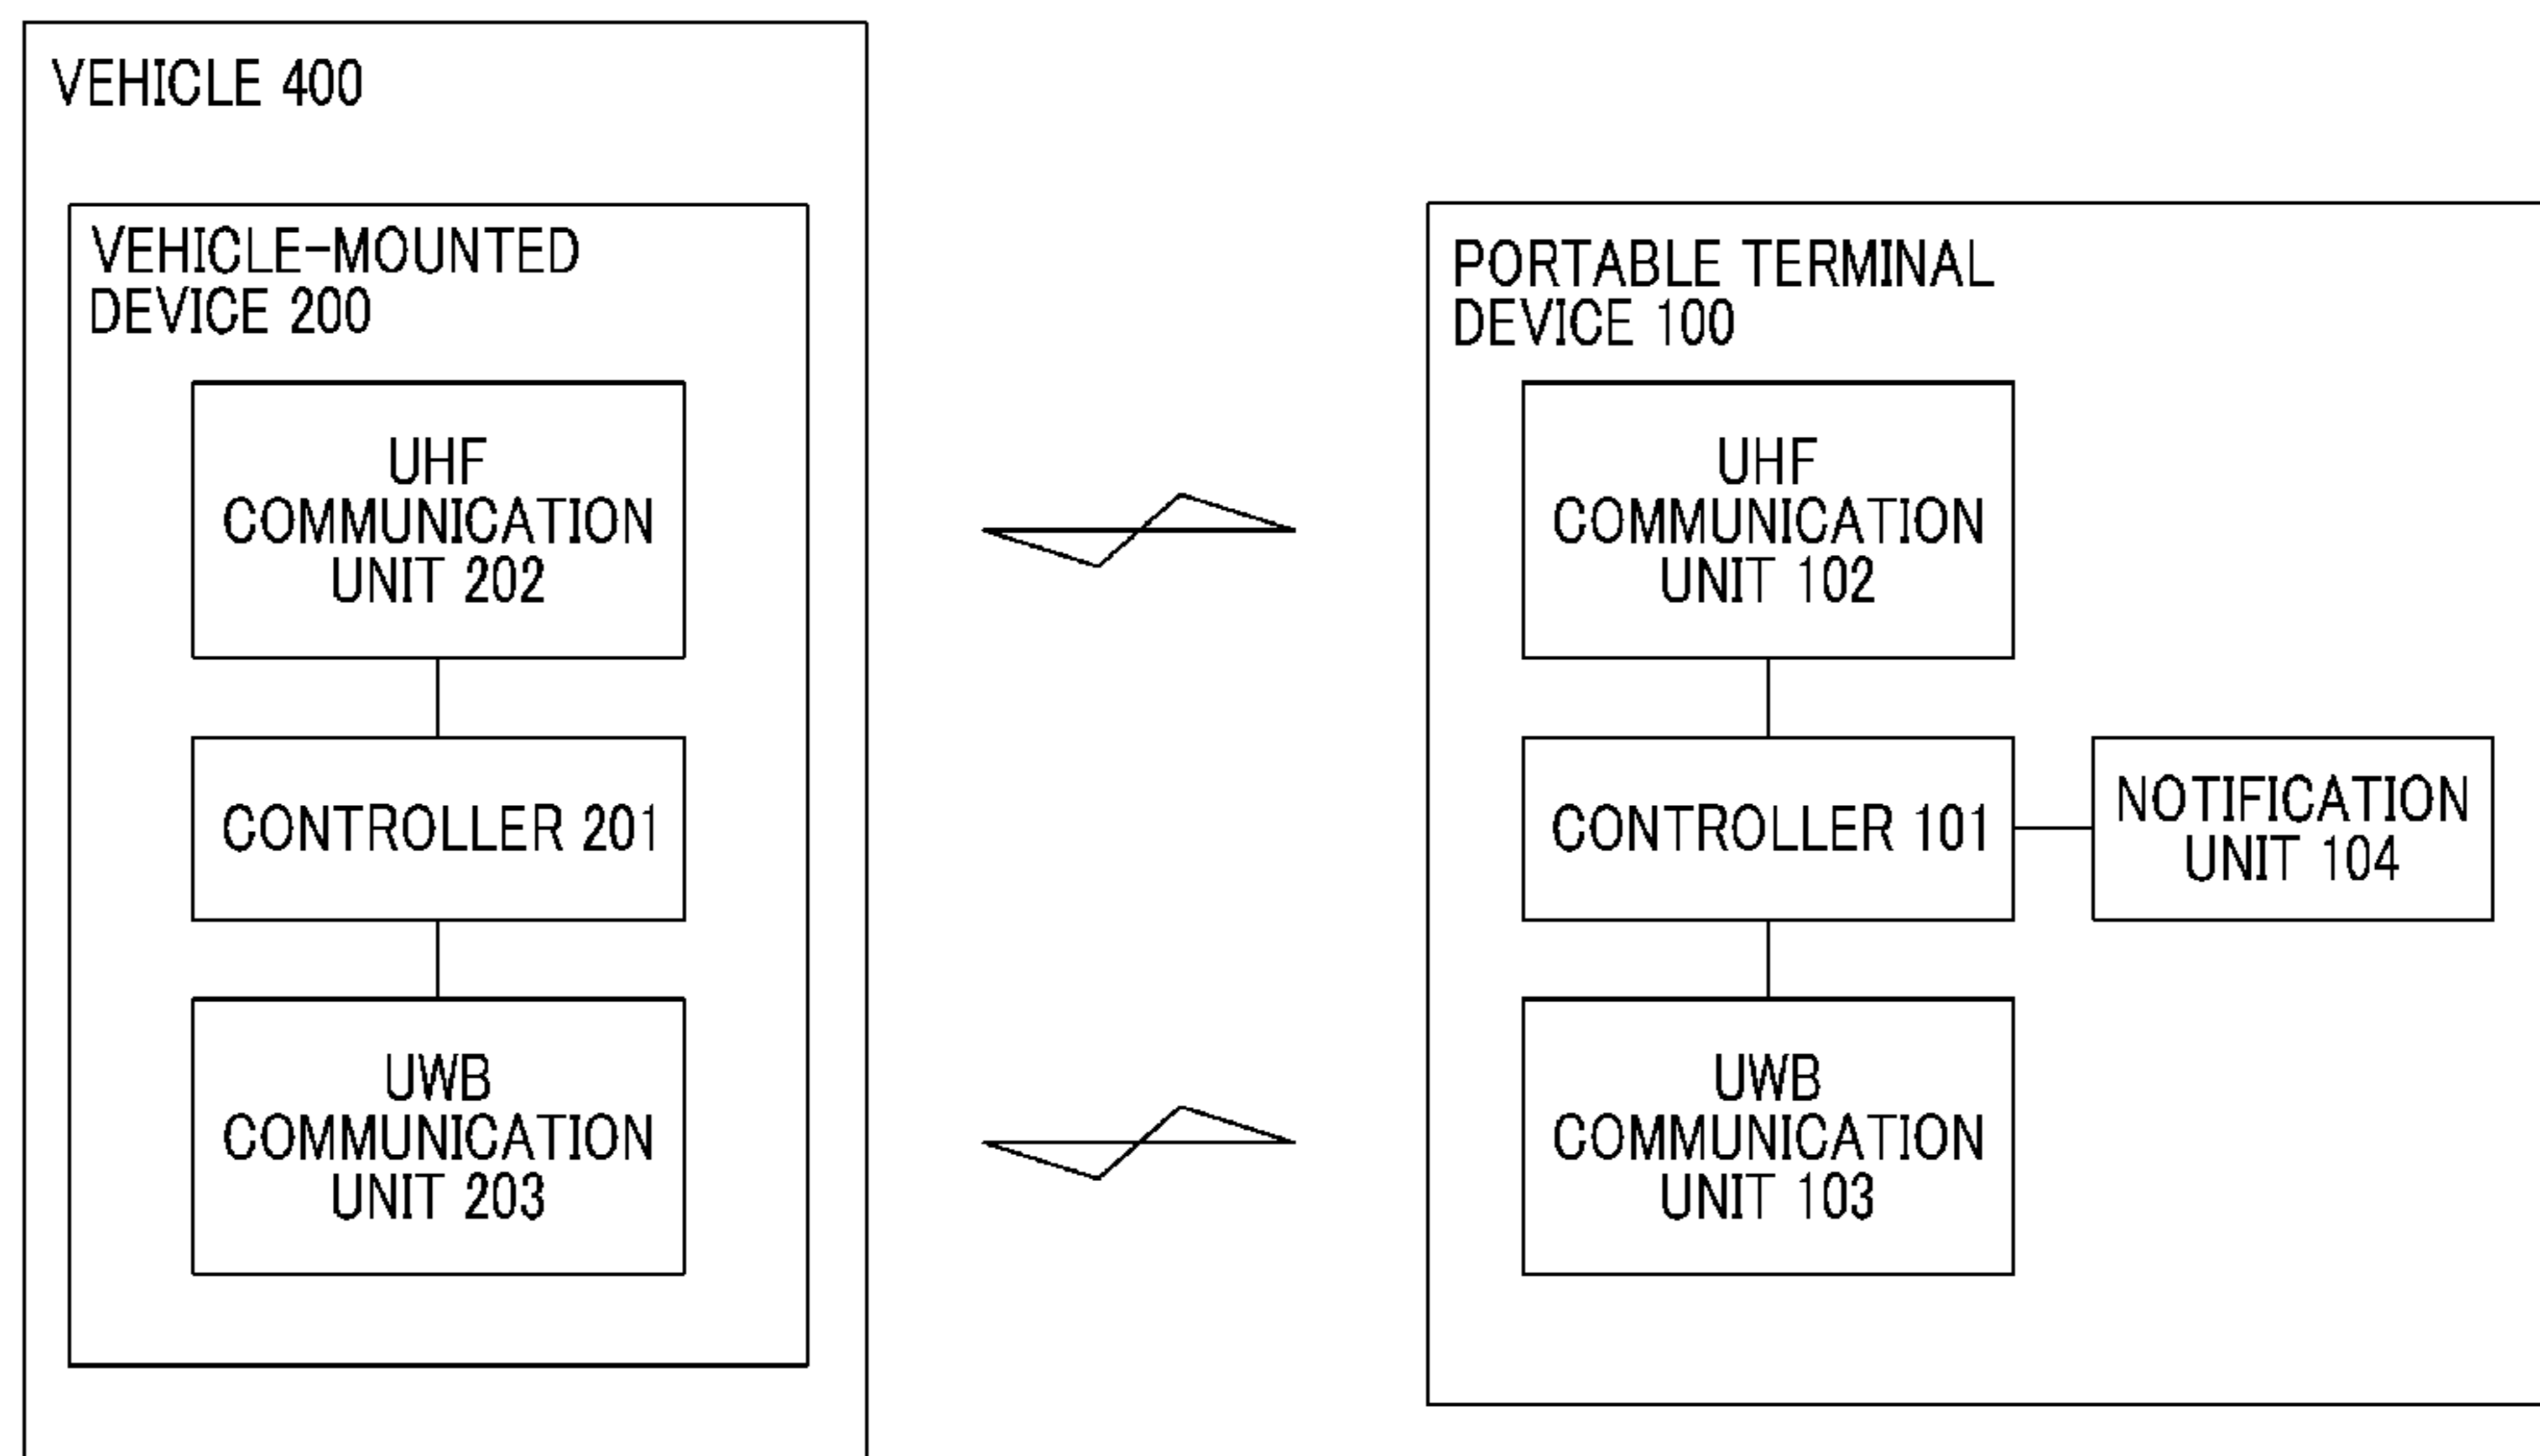 VEHICLE 400
VEHICLE-MOUNTED
DEVICE 200
UHF
COMMUNICATION
UNIT 202
CONTROLLER 201
UWB
COMMUNICATION
UNIT 203
PORTABLE TERMINAL
DEVICE 100
UHF
COMMUNICATION
UNIT 102
CONTROLLER 101
NOTIFICATION
UNIT 104
UWB
COMMUNICATION
UNIT 103